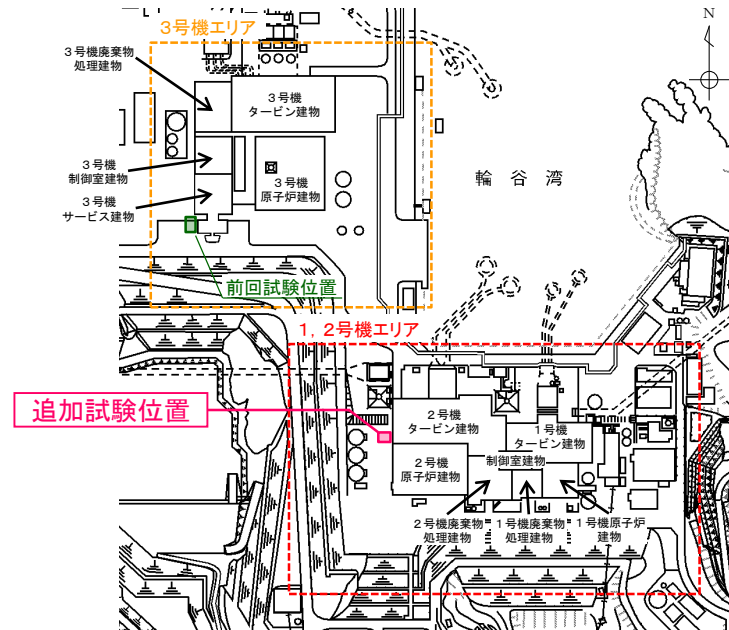 3号機エリア
N
3号機廃棄物
処理建物
3号機
タービン建物
3号機
制御室建物
3号機
原子炉建物
3号機
サービス建物
輪谷湾
前回試験位置
1,2号機エリア
追加試験位置
2号機
タービン建物
1号機
タービン建物
制御室建物
2号機
原子炉建物
2号機廃棄物
処理建物
1号機廃棄物
処理建物
1号機原子炉
建物